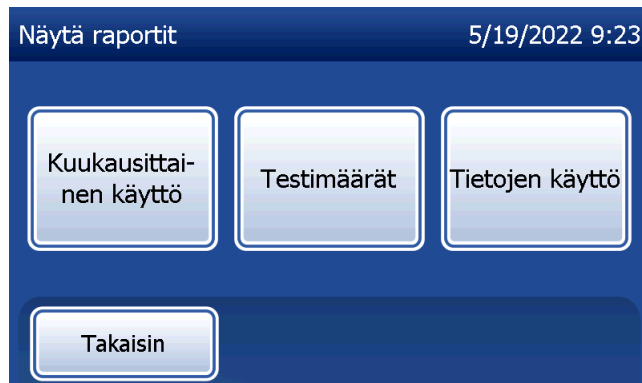 Näytä raportit 5/19/2022 9:23
Kuukausittai-
nen käyttö
Testimäärät
Tietojen käyttö
Takaisin